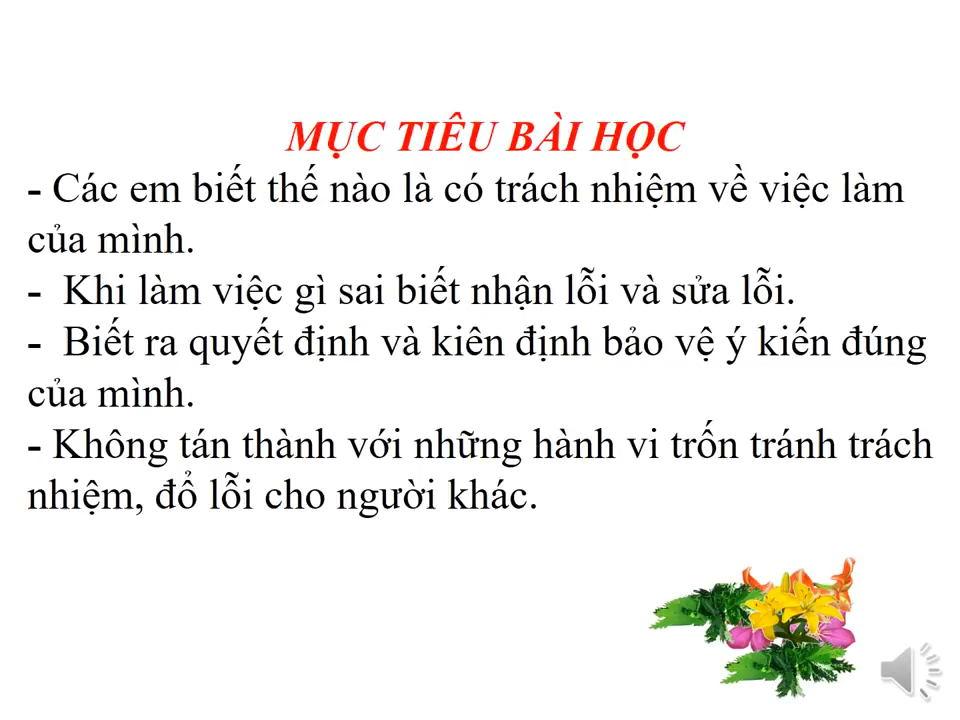 MỤC TIÊU BÀI HỌC
- Các em biết thế nào là có trách nhiệm về việc làm
của mình.
- Khi làm việc gì sai biết nhận lỗi và sửa lỗi.
- Biết ra quyết định và kiên định bảo vệ ý kiến đúng
của mình.
- Không tán thành với những hành vi trốn tránh trách
nhiệm, đổ lỗi cho người khác.